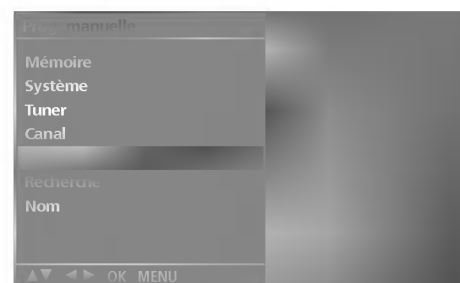 Prog. manuelle
Mémoire
Système
Tuner
Canal
Recherche
Nom
▲▼ ◄► OK MENU